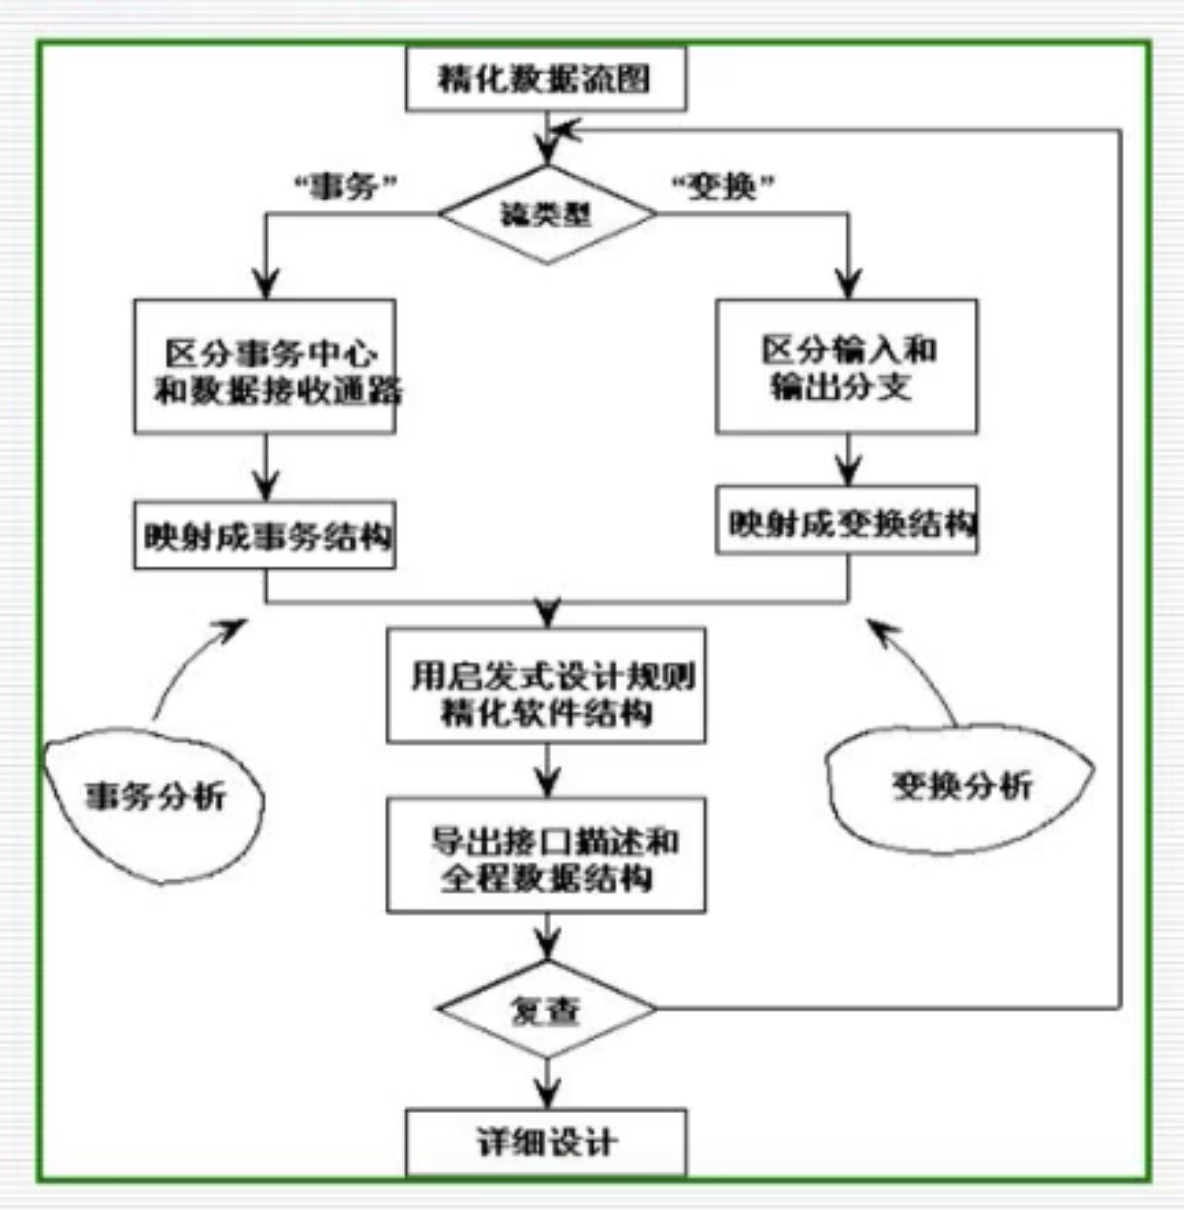 精化数据流图
“事务”
“变换”
流类型
区分事务中心
和数据接收通路
区分输入和
输出分支
映射成事务结构
映射成变换结构
用启发式设计规则
精化软件结构
事务分析
变换分析
导出接口描述和
全程数据结构
复查
详细设计